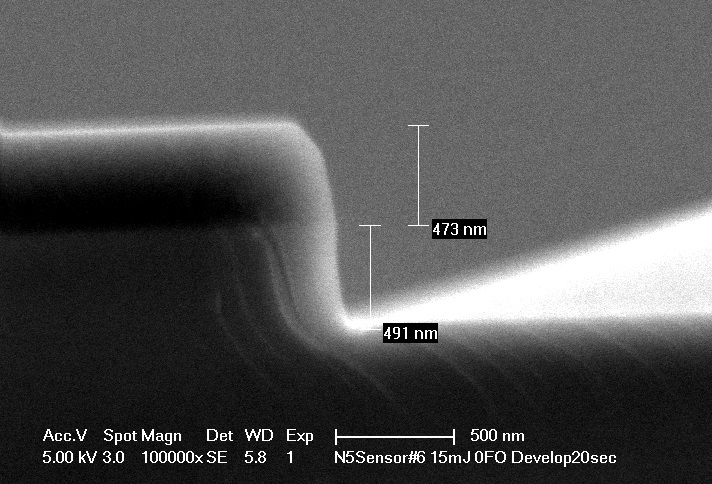 473 nm
491 nm
Acc.V Spot Magn Det WD Exp 500 nm
5.00 kV 3.0 100000x SE 5.8 1 N5Sensor#6 15mJ 0FO Develop20sec